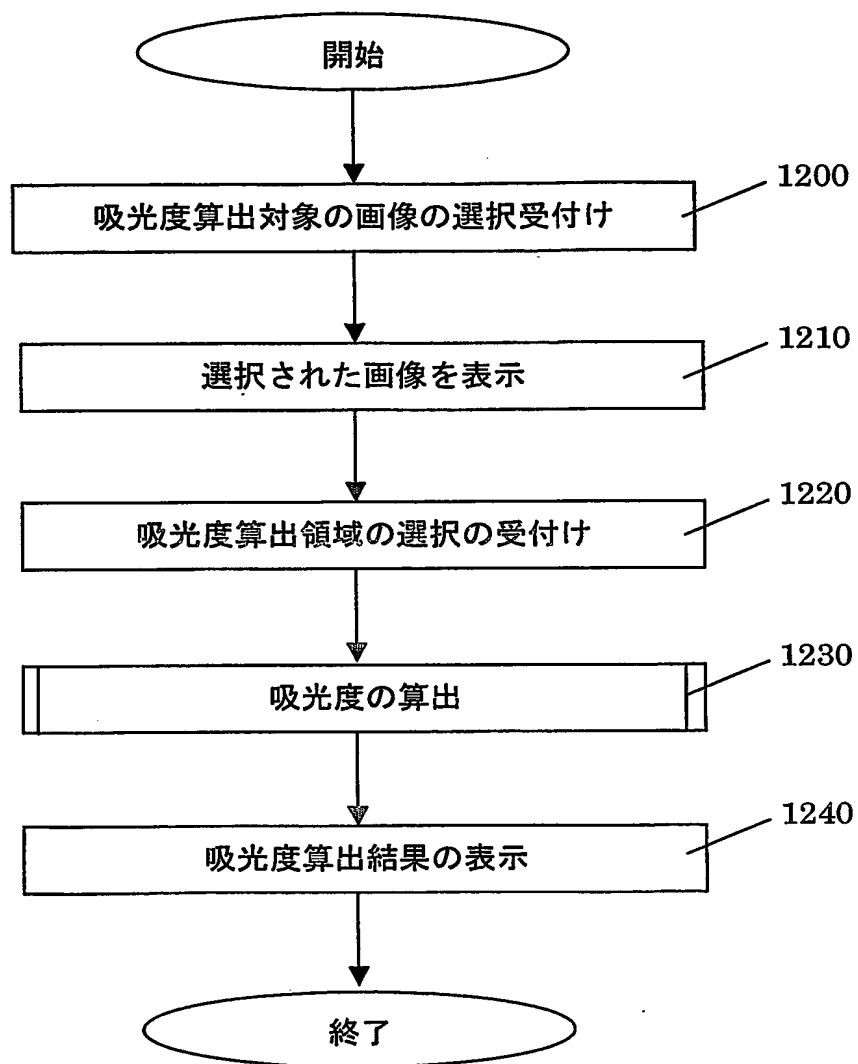 開始
1200
吸光度算出対象の画像の選択受付け
1210
選択された画像を表示
1220
吸光度算出領域の選択の受付け
1230
吸光度の算出
1240
吸光度算出結果の表示
終了